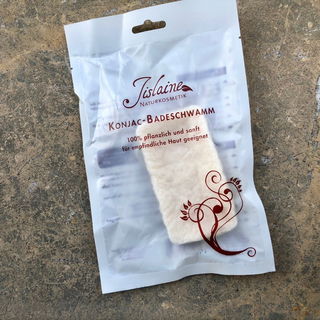 Jislaine
Naturkosmetik
Konjac-Badeschwamm
100% pflanzlich und sanft
für empfindliche Haut geeignet